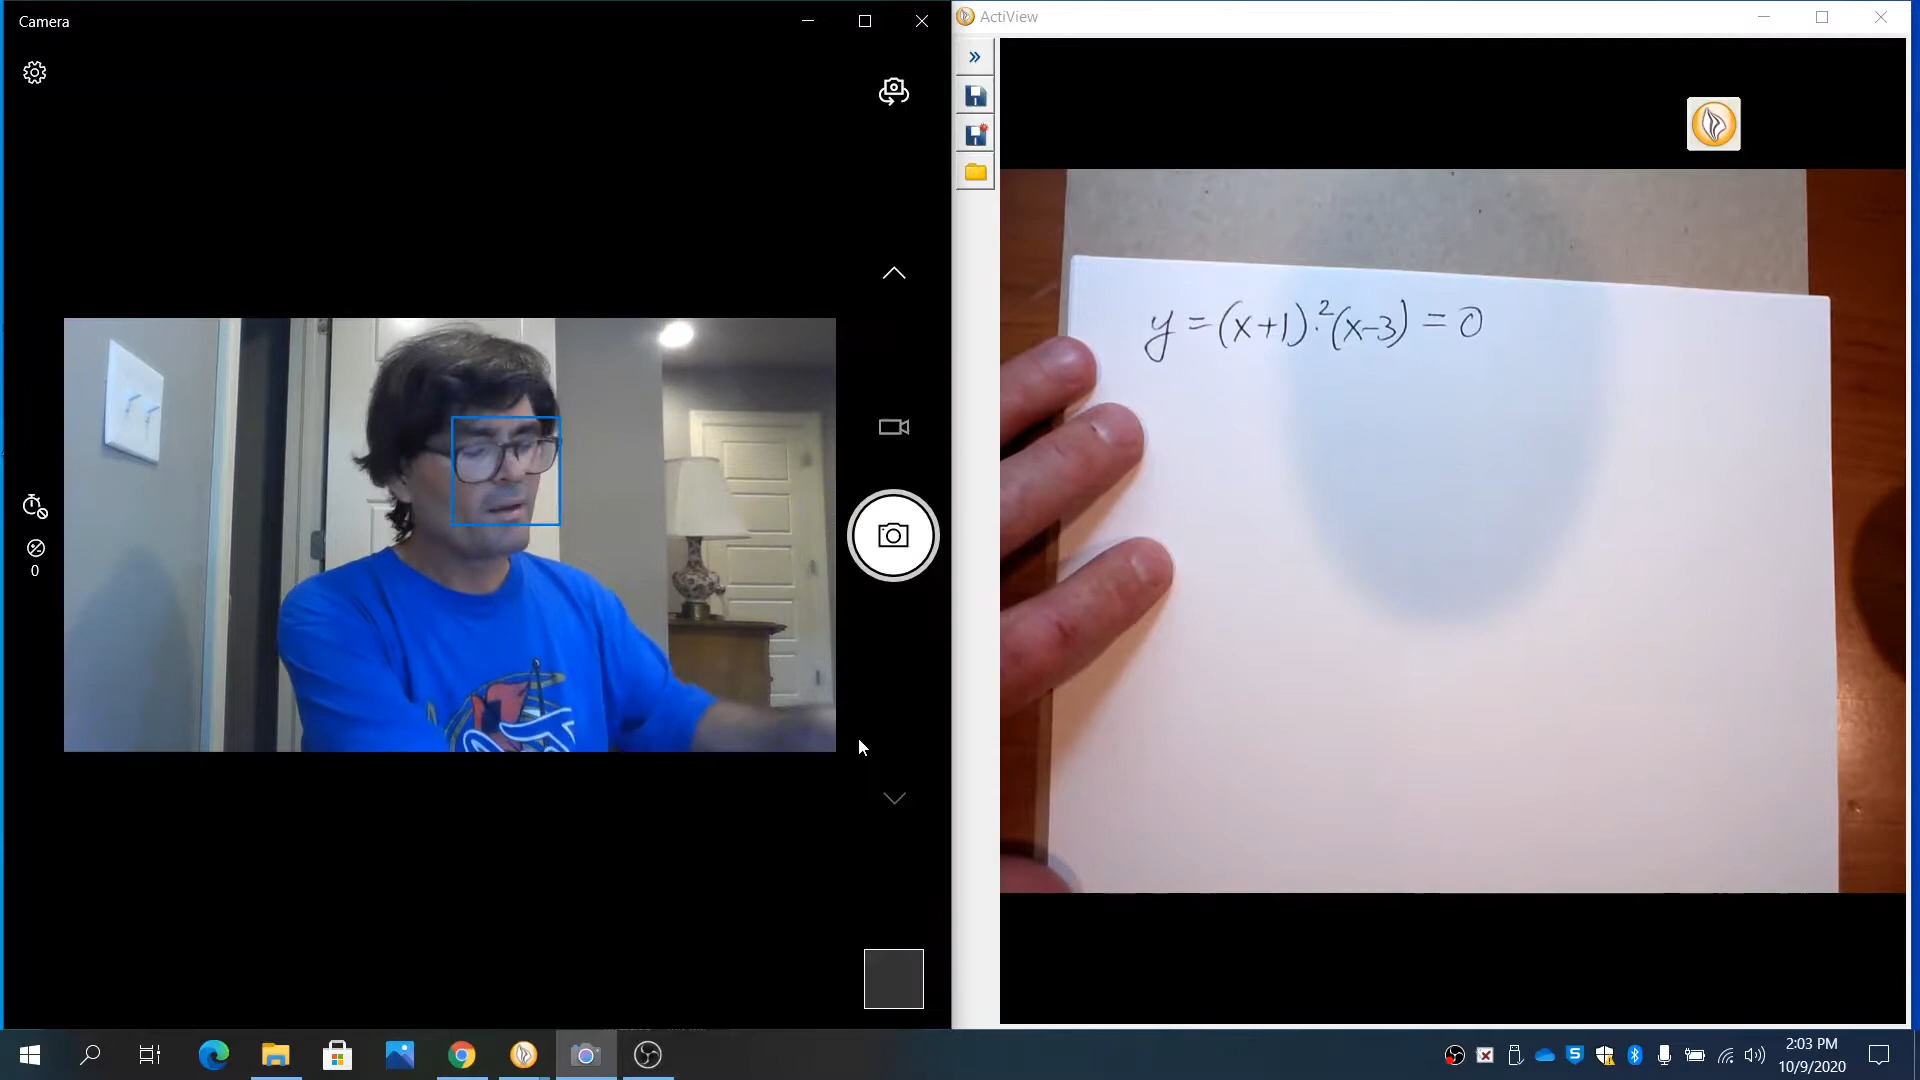 Camera
ActiView
y = (x+1)².(x-3) = 0
0
2:03 PM
10/9/2020